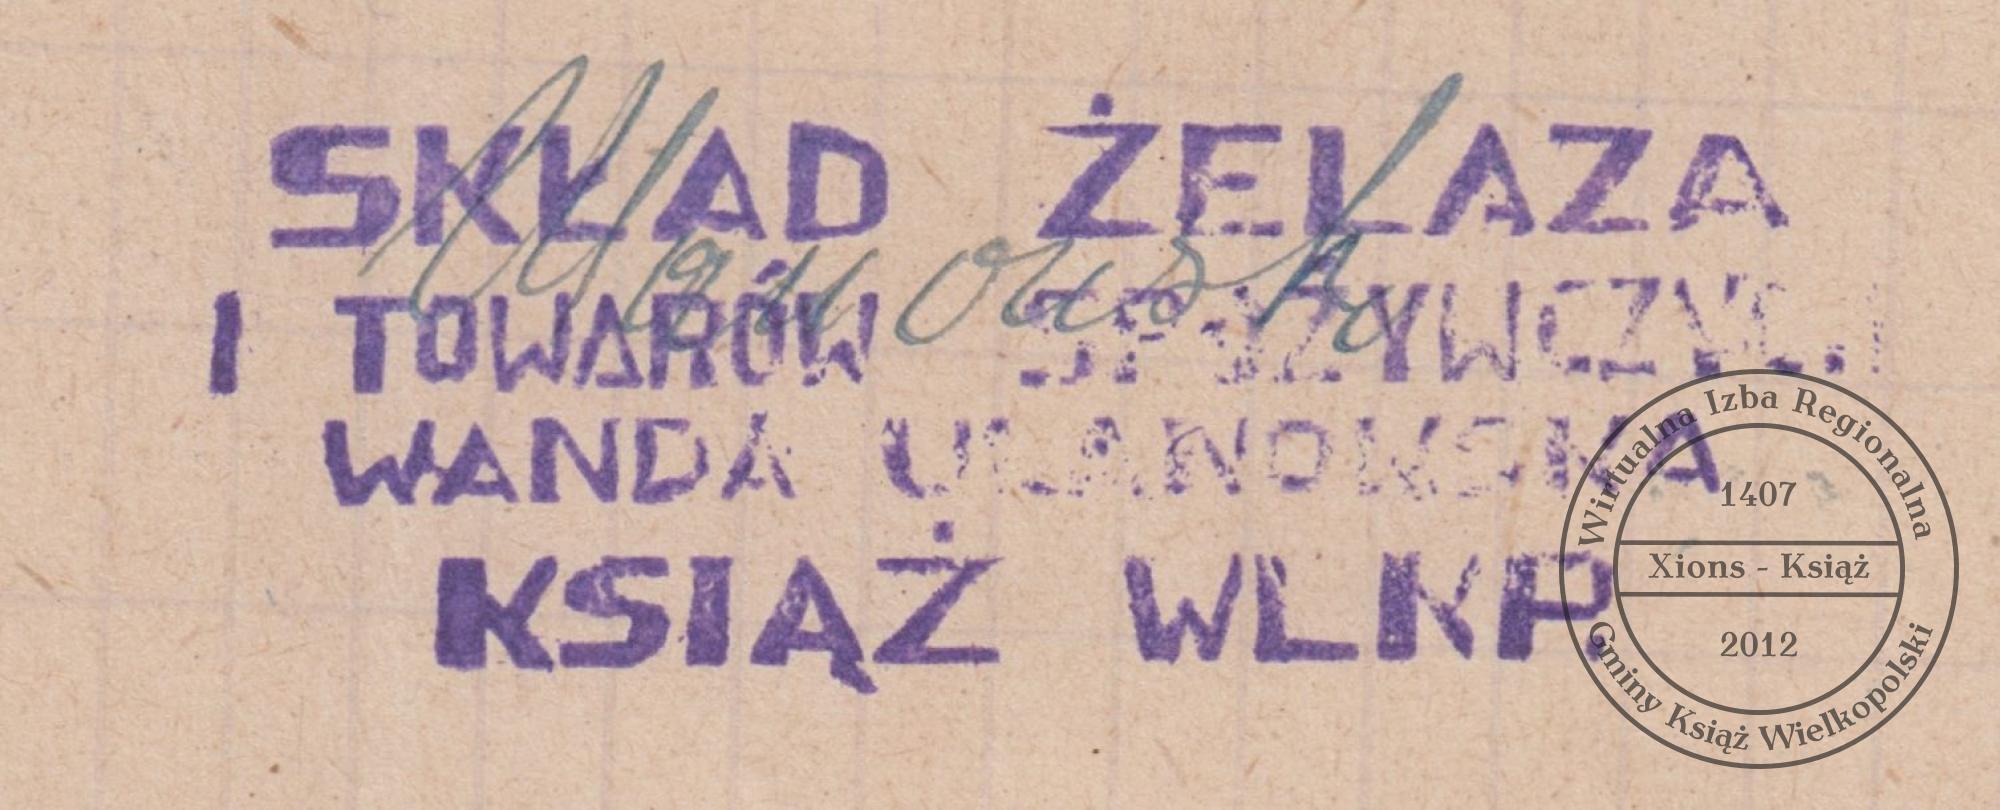 SKŁAD ŻELAZA
I TOWARÓW SPOŻYWCZYCH
WANDA UŁANOWSKA
KSIĄŻ WLKP.
Wirtualna Izba Regionalna
1407
Xions - Książ
2012
Gminy Książ Wielkopolski